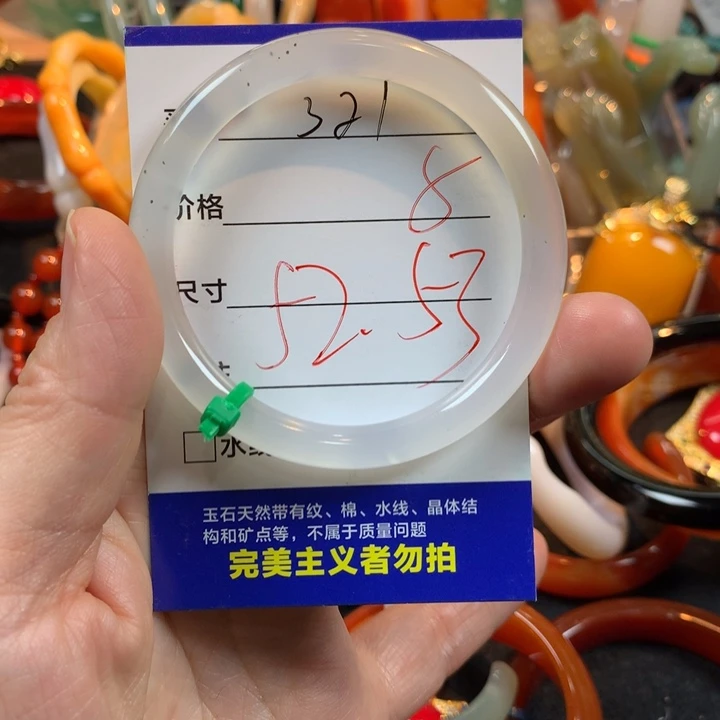 321
价格 8
尺寸 52.53
水
玉石天然带有纹、棉、水线、晶体结
构和矿点等，不属于质量问题
完美主义者勿拍